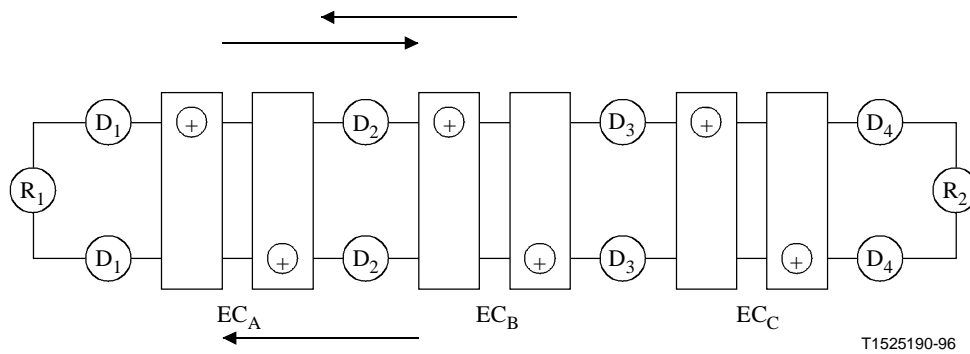 D1 + D2 + D3 + D4
R1 R2
D1 + D2 + D3 + D4
ECA ECB ECC
T1525190-96